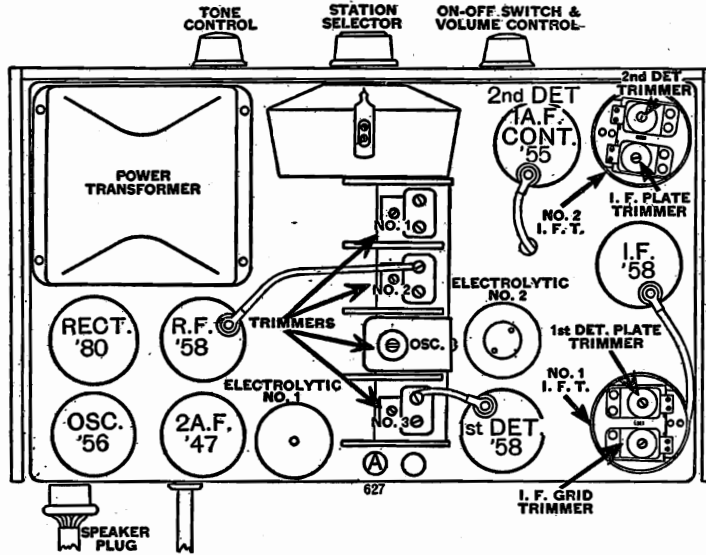 TONE
CONTROL
STATION
SELECTOR
ON-OFF SWITCH &
VOLUME CONTROL
2nd DET.
TRIMMER
2nd DET
1A.F.
CONT.
'55
POWER
TRANSFORMER
I. F. PLATE
TRIMMER
NO. 2
I. F. T.
NO. 1
I.F.
'58
NO. 2
ELECTROLYTIC
NO. 2
RECT.
'80
R.F.
'58
TRIMMERS
OSC.
1st DET. PLATE
TRIMMER
NO. 1
I. F. T.
ELECTROLYTIC
NO. 1
OSC.
'56
2A.F.
'47
NO. 3
1st DET.
'58
A
627
I. F. GRID
TRIMMER
SPEAKER
PLUG